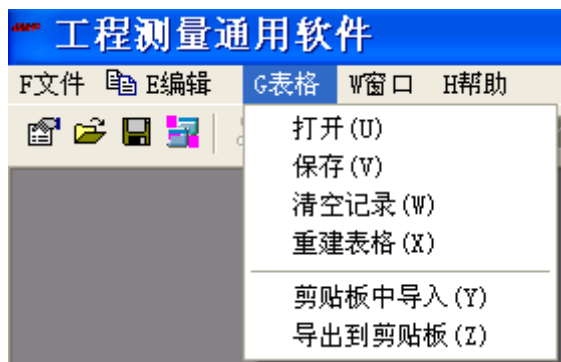 工程测量通用软件
F文件 E编辑 G表格 W窗口 H帮助
打开(U)
保存(V)
清空记录(W)
重建表格(X)
剪贴板中导入(Y)
导出到剪贴板(Z)